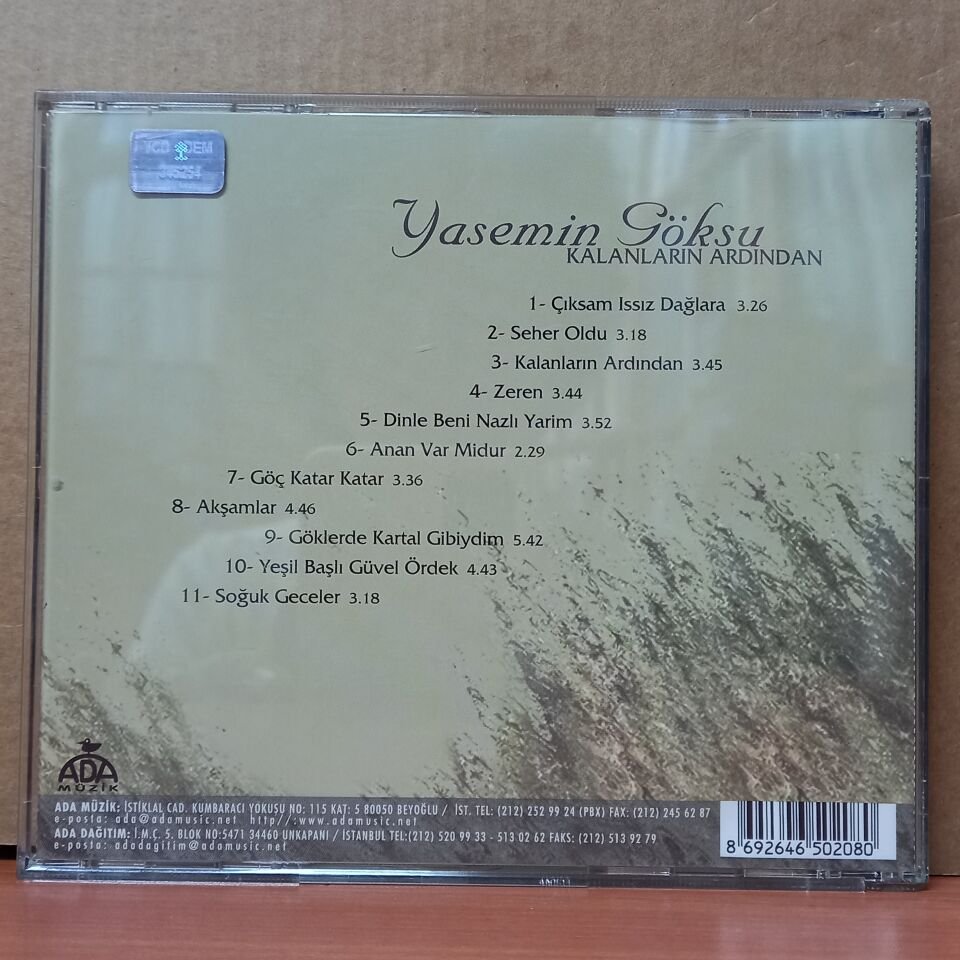 Yasemin Göksu
KALANLARIN ARDINDAN
1- Çıksam Issız Dağlara 3.26
2- Seher Oldu 3.18
3- Kalanların Ardından 3.45
4- Zeren 3.44
5- Dinle Beni Nazlı Yarim 3.52
6- Anan Var Midur 2.29
7- Göç Katar Katar 3.36
8- Akşamlar 4.46
9- Göklerde Kartal Gibiydim 5.42
10- Yeşil Başlı Güvel Ördek 4.43
11- Soğuk Geceler 3.18
ADA
MÜZİK
ADA MÜZİK: İSTİKLAL CAD. KUMBARACI YOKUŞU NO: 115 KAT: 5 80050 BEYOĞLU / İST. TEL: (212) 252 99 24 (PBX) FAX: (212) 245 62 87
e-posta: ada@adamusic.net http//:www.adamusic.net
ADA DAĞITIM: İ.M.Ç. 5. BLOK NO:5471 34460 UNKAPANI / İSTANBUL TEL:(212) 520 99 33 - 513 02 62 FAKS: (212) 513 92 79
e-posta: adadagitim@adamusic.net
8 692646 502080